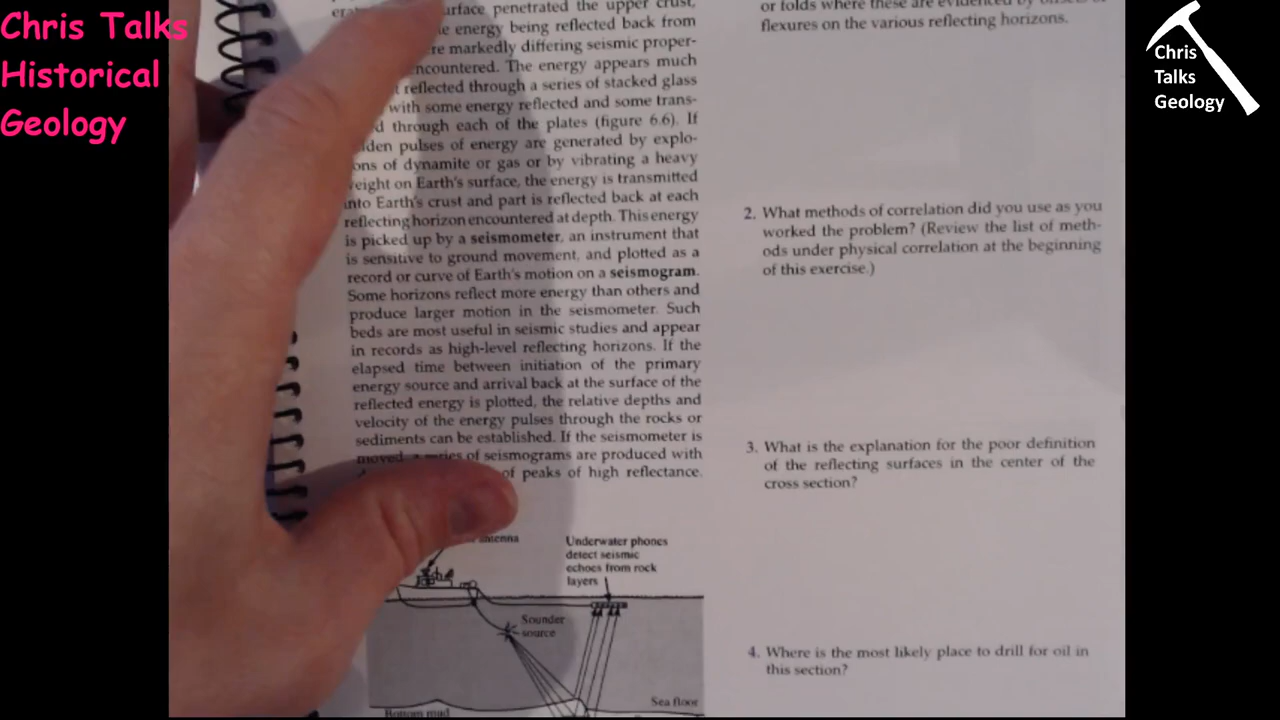 Chris Talks
Historical
Geology
Chris
Talks
Geology
urface, penetrated the upper crust,
energy being reflected back from
markedly differing seismic proper-
ncountered. The energy appears much
reflected through a series of stacked glass
with some energy reflected and some trans-
d through each of the plates (figure 6.6). If
dden pulses of energy are generated by explo-
ons of dynamite or gas or by vibrating a heavy
eight on Earth's surface, the energy is transmitted
into Earth's crust and part is reflected back at each
reflecting horizon encountered at depth. This energy
is picked up by a seismometer, an instrument that
is sensitive to ground movement, and plotted as a
record or curve of Earth's motion on a seismogram.
Some horizons reflect more energy than others and
produce larger motion in the seismometer. Such
beds are most useful in seismic studies and appear
in records as high-level reflecting horizons. If the
elapsed time between initiation of the primary
energy source and arrival back at the surface of the
reflected energy is plotted, the relative depths and
velocity of the energy pulses through the rocks or
sediments can be established. If the seismometer is
moved, a series of seismograms are produced with
of peaks of high reflectance.
antenna
Underwater phones
detect seismic
echoes from rock
layers
Sounder
source
Sea floor
Bottom mud
or folds where these are evidenced by offsets or
flexures on the various reflecting horizons.
2. What methods of correlation did you use as you
worked the problem? (Review the list of meth-
ods under physical correlation at the beginning
of this exercise.)
3. What is the explanation for the poor definition
of the reflecting surfaces in the center of the
cross section?
4. Where is the most likely place to drill for oil in
this section?